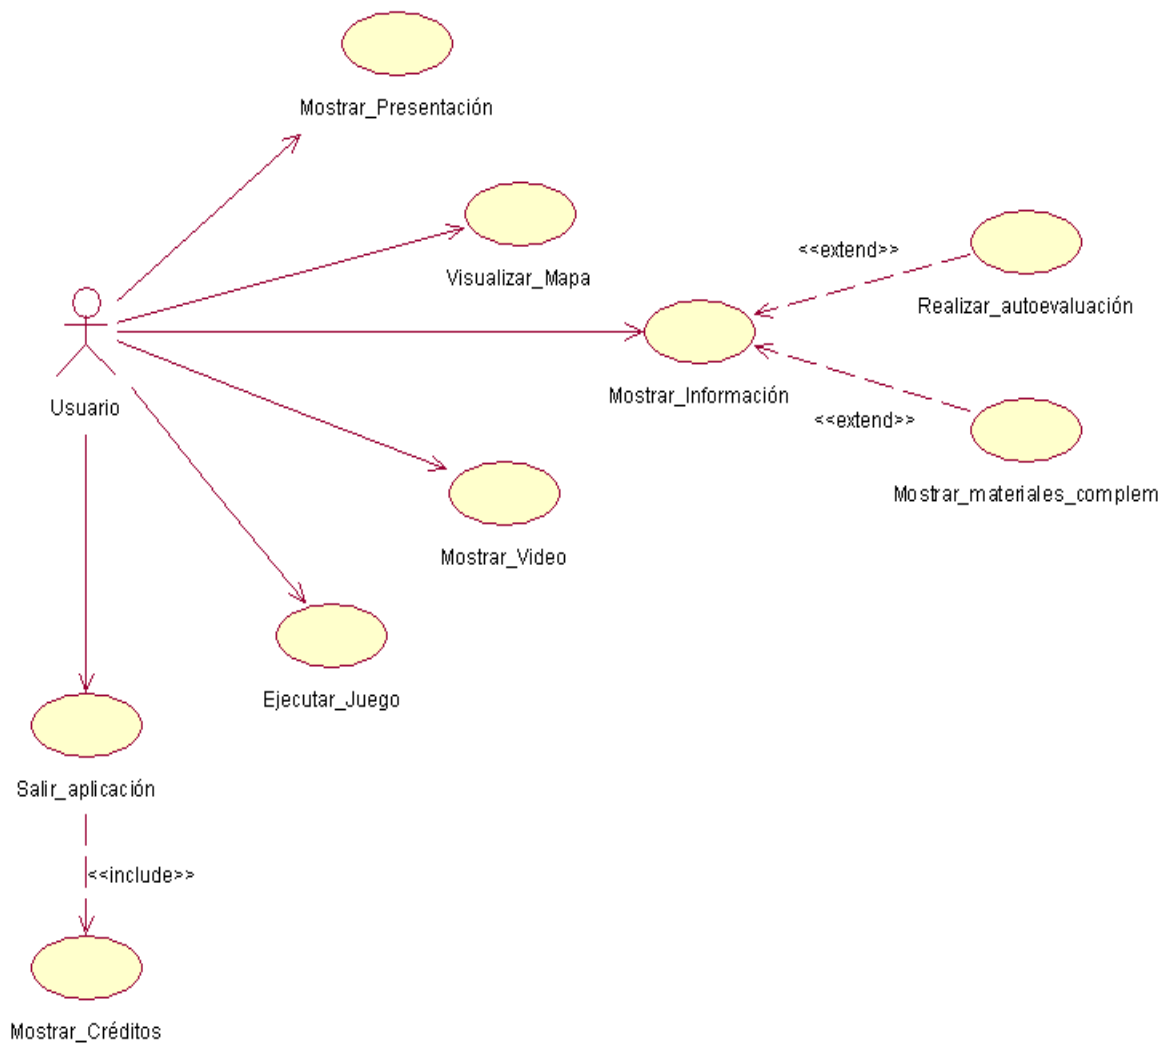 Mostrar_Presentación
Visualizar_Mapa
<<extend>>
Realizar_autoevaluación
Mostrar_Información
Usuario
<<extend>>
Mostrar_materiales_complem
Mostrar_Video
Ejecutar_Juego
Salir_aplicación
<<include>>
Mostrar_Créditos